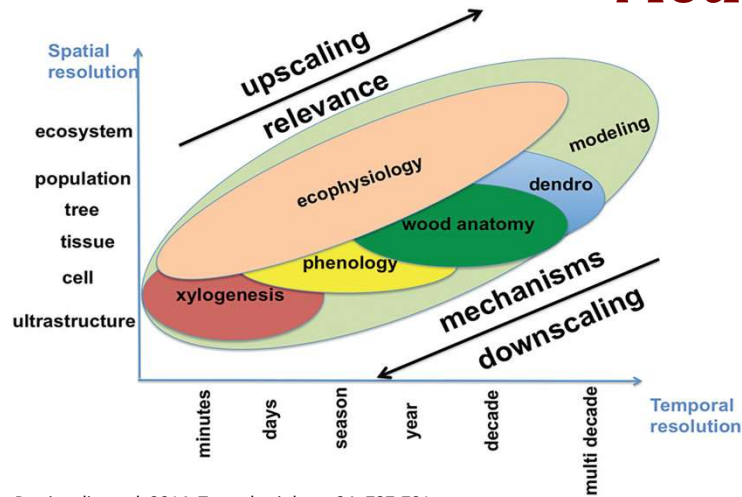 Spatial
resolution
upscaling
relevance
ecosystem
population
tree
tissue
cell
ultrastructure
modeling
ecophysiology
dendro
wood anatomy
phenology
xylogenesis
mechanisms
downscaling
minutes
days
season
year
decade
multi decade
Temporal
resolution